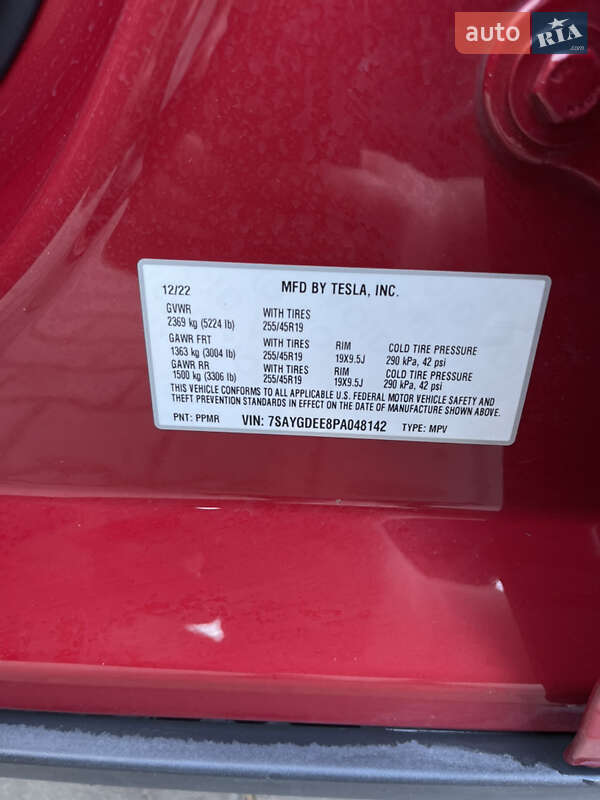 auto RIA.com
12/22 MFD BY TESLA, INC.
GVWR WITH TIRES
2369 kg (5224 lb) 255/45R19
GAWR FRT WITH TIRES RIM COLD TIRE PRESSURE
1363 kg (3004 lb) 255/45R19 19X9.5J 290 kPa, 42 psi
GAWR RR WITH TIRES RIM COLD TIRE PRESSURE
1500 kg (3306 lb) 255/45R19 19X9.5J 290 kPa, 42 psi
THIS VEHICLE CONFORMS TO ALL APPLICABLE U.S. FEDERAL MOTOR VEHICLE SAFETY AND
THEFT PREVENTION STANDARDS IN EFFECT ON THE DATE OF MANUFACTURE SHOWN ABOVE.
PNT: PPMR VIN: 7SAYGDEE8PA048142 TYPE: MPV